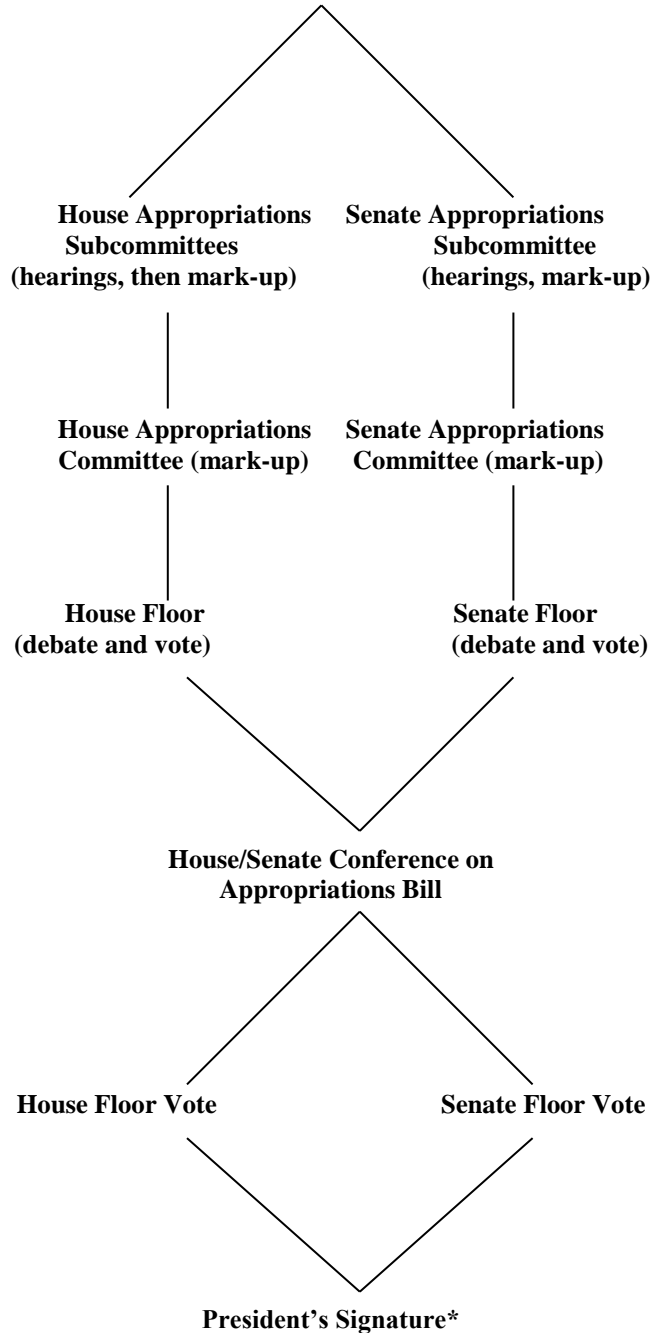 House Appropriations
Subcommittees
(hearings, then mark-up)
Senate Appropriations
Subcommittee
(hearings, mark-up)
House Appropriations
Committee (mark-up)
Senate Appropriations
Committee (mark-up)
House Floor
(debate and vote)
Senate Floor
(debate and vote)
House/Senate Conference on
Appropriations Bill
House Floor Vote
Senate Floor Vote
President’s Signature*